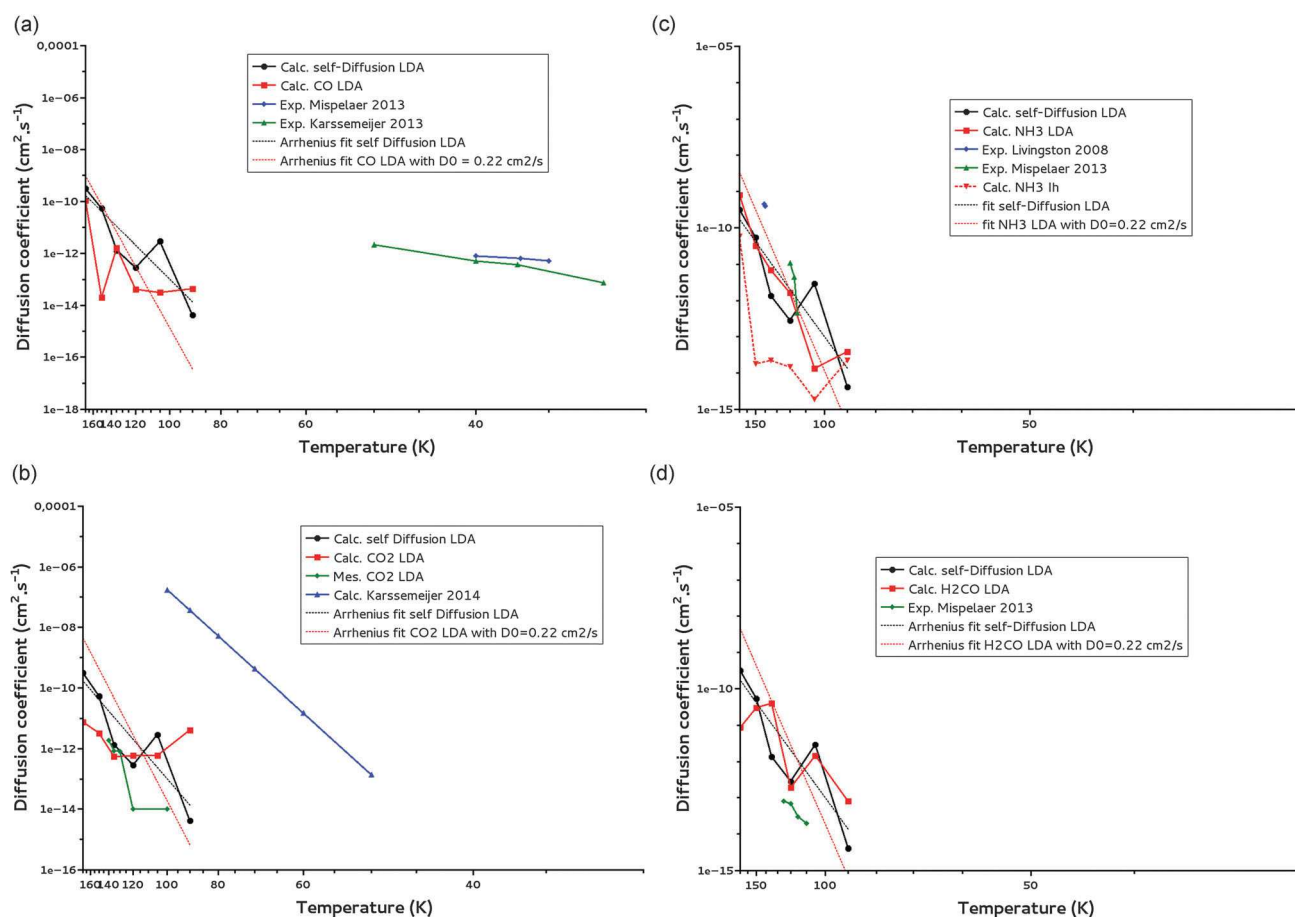 (a)
0,0001
1e-06
1e-08
1e-10
1e-12
1e-14
1e-16
1e-18
Diffusion coefficient (cm².s⁻¹)
Calc. self-Diffusion LDA
Calc. CO LDA
Exp. Mispelaer 2013
Exp. Karssemeijer 2013
Arrhenius fit self Diffusion LDA
Arrhenius fit CO LDA with D0 = 0.22 cm2/s
160 140 120 100 40
Temperature (K)
(c)
1e-05
1e-10
1e-15
Diffusion coefficient (cm².s⁻¹)
Calc. self-Diffusion LDA
Calc. NH3 LDA
Exp. Livingston 2008
Exp. Mispelaer 2013
Calc. NH3 Ih
fit self-Diffusion LDA
fit NH3 LDA with D0=0.22 cm2/s
150 100 50
Temperature (K)
(b)
0,0001
1e-06
1e-08
1e-10
1e-12
1e-14
1e-16
Diffusion coefficient (cm².s⁻¹)
Calc. self Diffusion LDA
Calc. CO2 LDA
Mes. CO2 LDA
Calc. Karssemeijer 2014
Arrhenius fit self Diffusion LDA
Arrhenius fit CO2 LDA with D0=0.22 cm2/s
160 140 120 100 80 60 40
Temperature (K)
(d)
1e-05
1e-10
1e-15
Diffusion coefficient (cm².s⁻¹)
Calc. self-Diffusion LDA
Calc. H2CO LDA
Exp. Mispelaer 2013
Arrhenius fit self-Diffusion LDA
Arrhenius fit H2CO LDA with D0=0.22 cm2/s
150 100 50
Temperature (K)